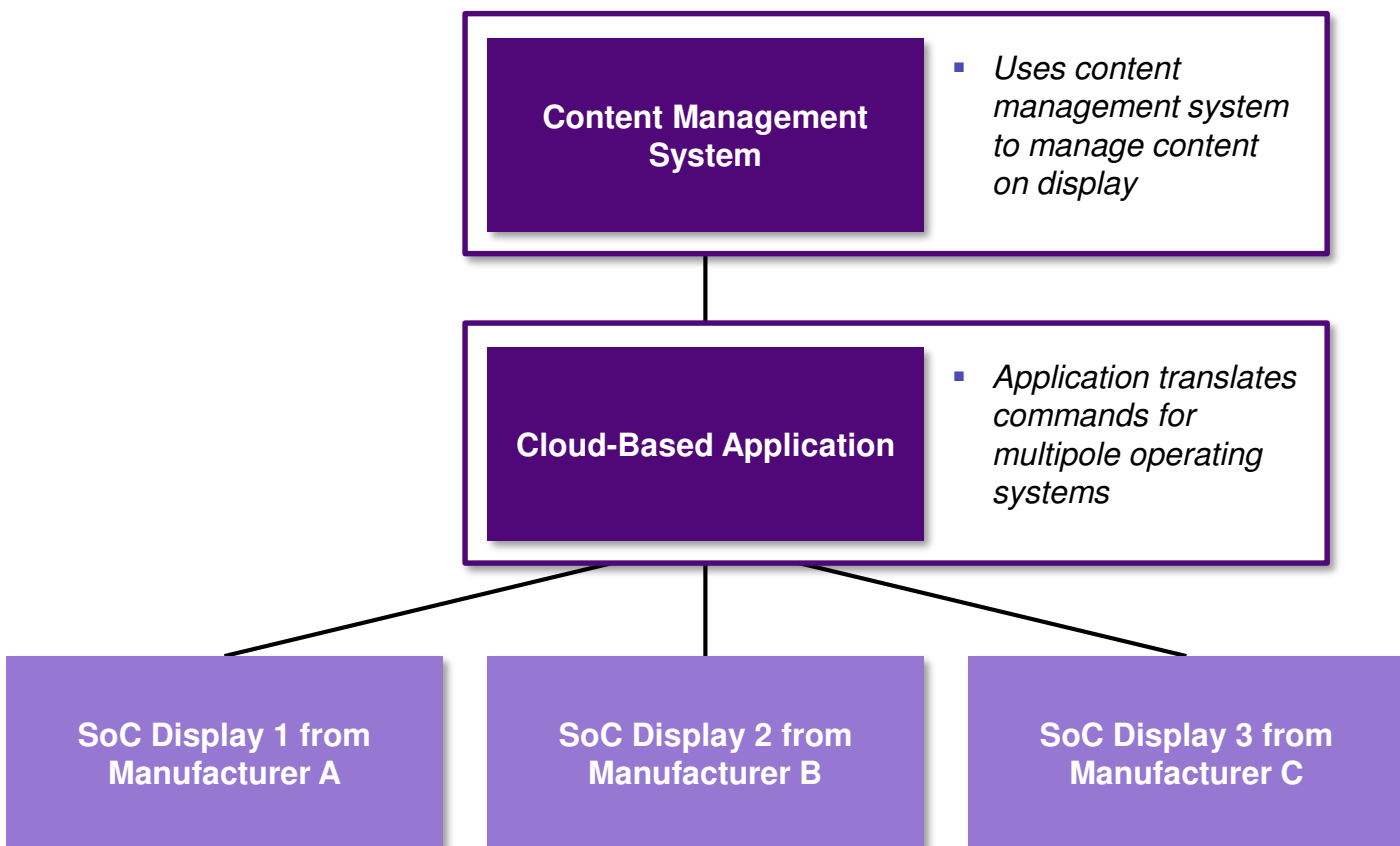 Content Management
System
▪ Uses content
management system
to manage content
on display
Cloud-Based Application
▪ Application translates
commands for
multipole operating
systems
SoC Display 1 from
Manufacturer A
SoC Display 2 from
Manufacturer B
SoC Display 3 from
Manufacturer C